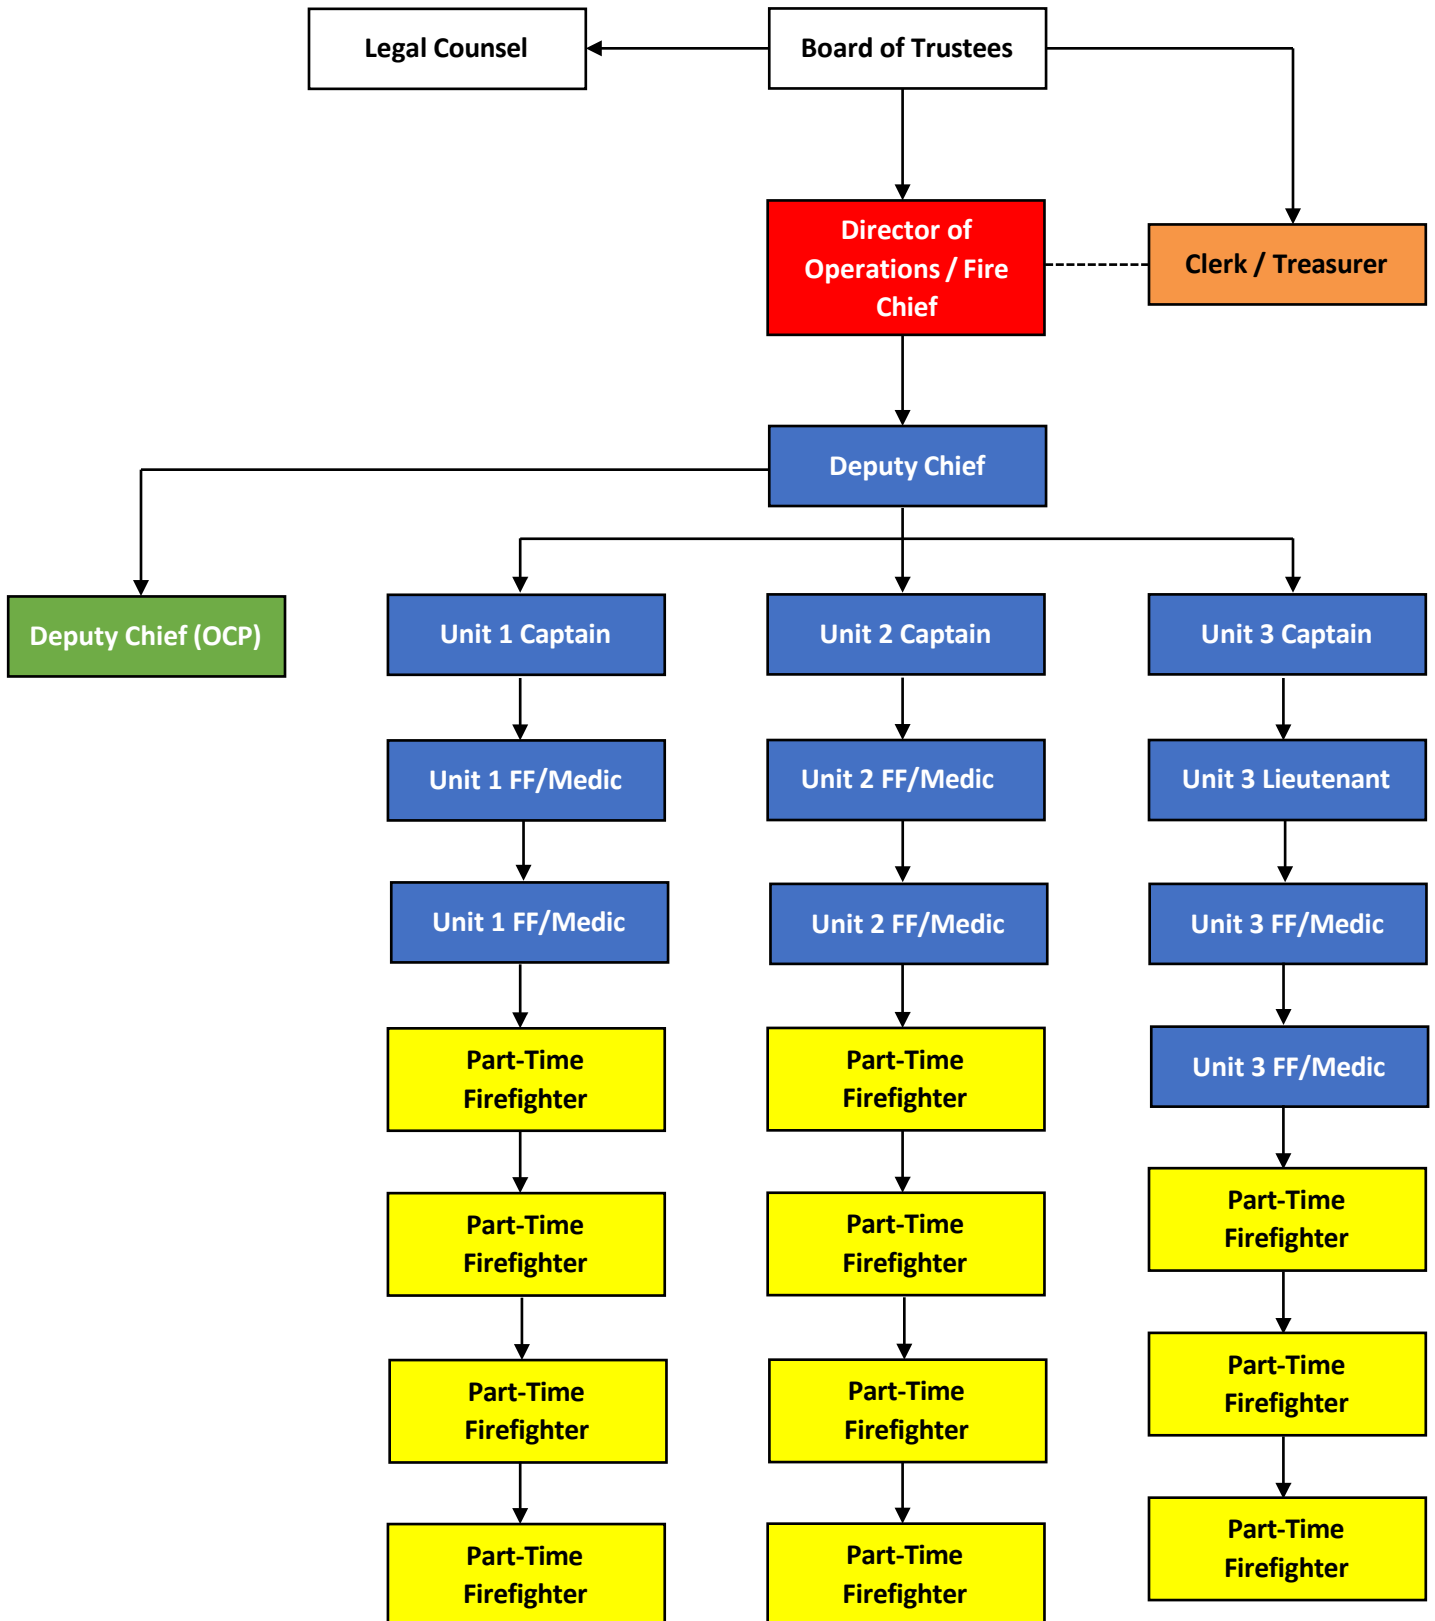 Legal Counsel
Board of Trustees
Director of
Operations / Fire
Chief
Clerk / Treasurer
Deputy Chief
Deputy Chief (OCP)
Unit 1 Captain
Unit 2 Captain
Unit 3 Captain
Unit 1 FF/Medic
Unit 2 FF/Medic
Unit 3 Lieutenant
Unit 1 FF/Medic
Unit 2 FF/Medic
Unit 3 FF/Medic
Part-Time
Firefighter
Part-Time
Firefighter
Unit 3 FF/Medic
Part-Time
Firefighter
Part-Time
Firefighter
Part-Time
Firefighter
Part-Time
Firefighter
Part-Time
Firefighter
Part-Time
Firefighter
Part-Time
Firefighter
Part-Time
Firefighter
Part-Time
Firefighter